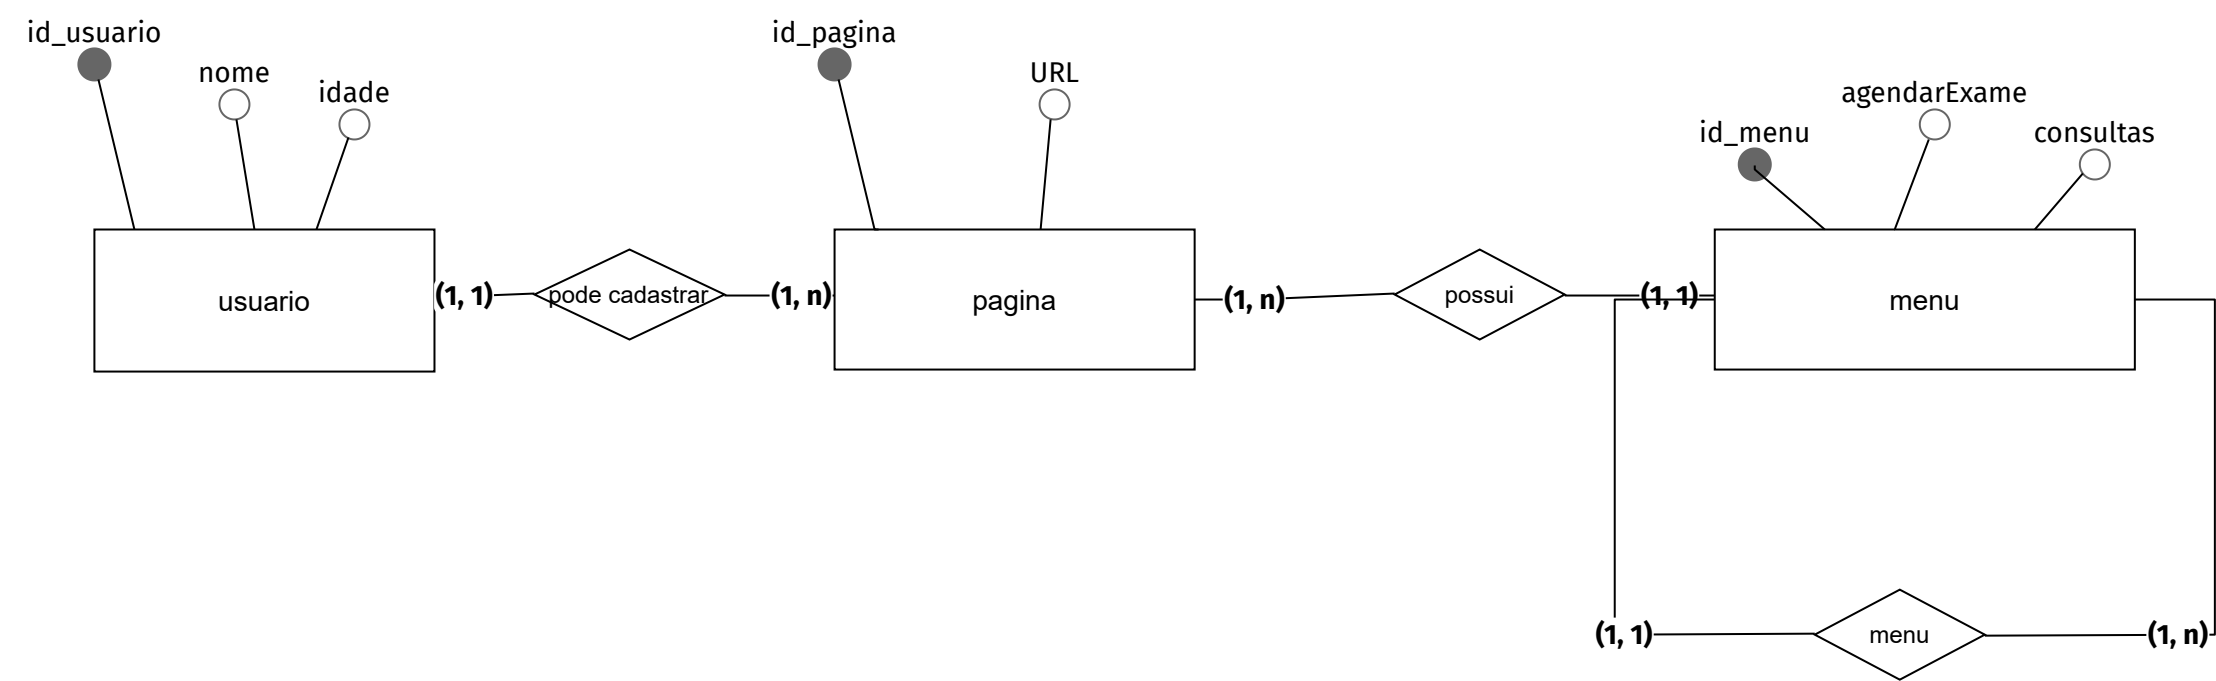 id_usuario
nome
idade
id_pagina
URL
id_menu
agendarExame
consultas
usuario
(1, 1)
pode cadastrar
(1, n)
pagina
(1, n)
possui
(1, 1)
menu
(1, 1)
menu
(1, n)